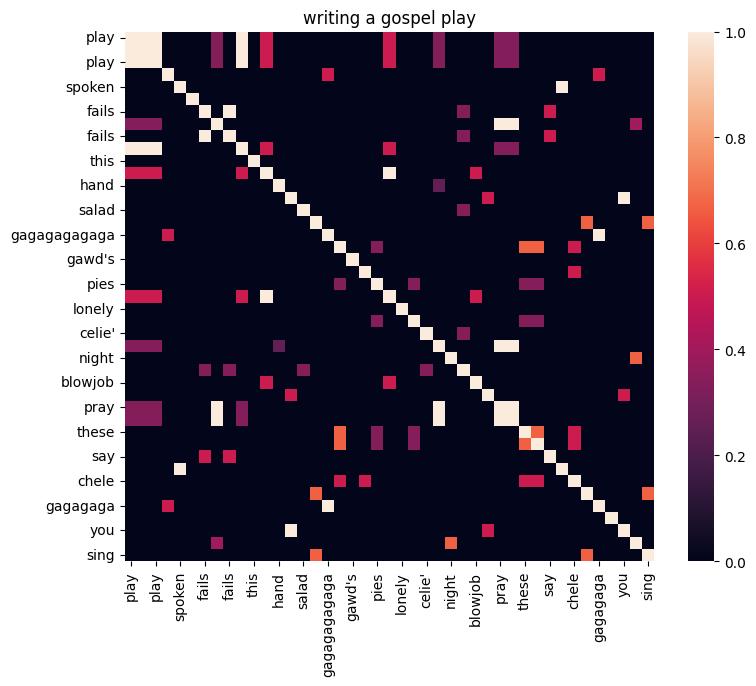 writing a gospel play
play
play
spoken
fails
fails
this
hand
salad
gagagagagaga
gawd's
pies
lonely
celie'
night
blowjob
pray
these
say
chele
gagagaga
you
sing
1.0
0.8
0.6
0.4
0.2
0.0
play
play
spoken
fails
fails
this
hand
salad
gagagagagaga
gawd's
pies
lonely
celie'
night
blowjob
pray
these
say
chele
gagagaga
you
sing